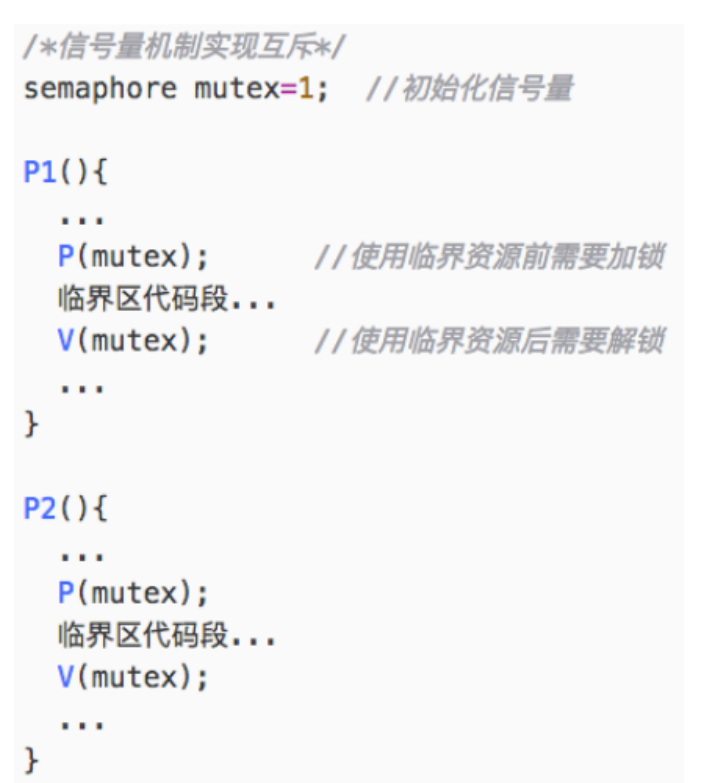 /*信号量机制实现互斥*/
semaphore mutex=1;  //初始化信号量
P1(){
...
P(mutex);      //使用临界资源前需要加锁
临界区代码段...
V(mutex);      //使用临界资源后需要解锁
...
}
P2(){
...
P(mutex);
临界区代码段...
V(mutex);
...
}